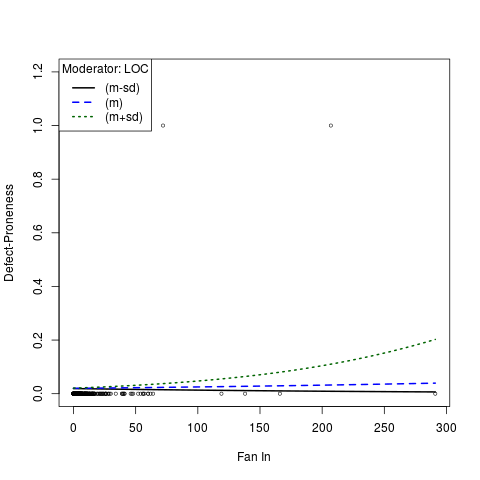 Moderator: LOC
(m-sd)
(m)
(m+sd)
Defect-Proneness
1.2
1.0
0.8
0.6
0.4
0.2
0.0
0 50 100 150 200 250 300
Fan In